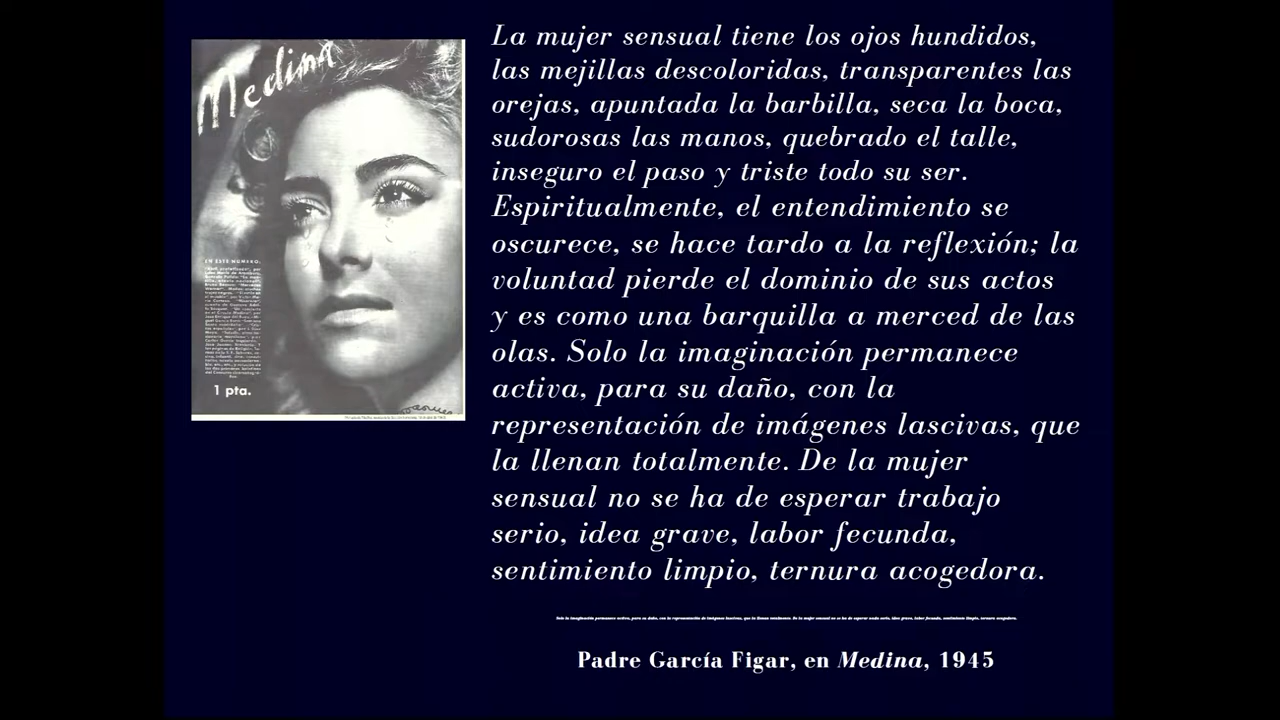 Medina
EN ESTE NÚMERO:
1 pta.
La mujer sensual tiene los ojos hundidos,
las mejillas descoloridas, transparentes las
orejas, apuntada la barbilla, seca la boca,
sudorosas las manos, quebrado el talle,
inseguro el paso y triste todo su ser.
Espiritualmente, el entendimiento se
oscurece, se hace tardo a la reflexión; la
voluntad pierde el dominio de sus actos
y es como una barquilla a merced de las
olas. Solo la imaginación permanece
activa, para su daño, con la
representación de imágenes lascivas, que
la llenan totalmente. De la mujer
sensual no se ha de esperar trabajo
serio, idea grave, labor fecunda,
sentimiento limpio, ternura acogedora.
Padre García Figar, en Medina, 1945